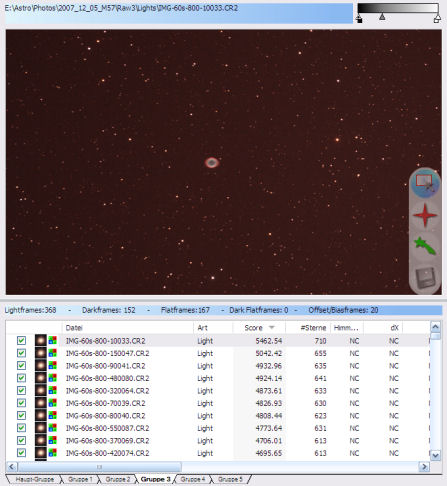 E:\Astro\Photos\2007_12_05_M57\Raw3\Lights\IMG-60s-800-10033.CR2
Lightframes:368 - Darkframes: 152 - Flatframes:167 - Dark Flatframes: 0 - Offset/Biasframes: 20
Datei Art Score #Sterne Himm... dX
IMG-60s-800-10033.CR2 Light 5462.54 710 NC NC
IMG-60s-800-150047.CR2 Light 5042.42 655 NC NC
IMG-60s-800-90041.CR2 Light 4932.96 635 NC NC
IMG-60s-800-480080.CR2 Light 4924.14 641 NC NC
IMG-60s-800-320064.CR2 Light 4873.61 633 NC NC
IMG-60s-800-70039.CR2 Light 4826.93 630 NC NC
IMG-60s-800-80040.CR2 Light 4808.44 623 NC NC
IMG-60s-800-550087.CR2 Light 4773.64 631 NC NC
IMG-60s-800-370069.CR2 Light 4706.01 613 NC NC
IMG-60s-800-420074.CR2 Light 4695.65 613 NC NC
Haupt-Gruppe Gruppe 1 Gruppe 2 Gruppe 3 Gruppe 4 Gruppe 5